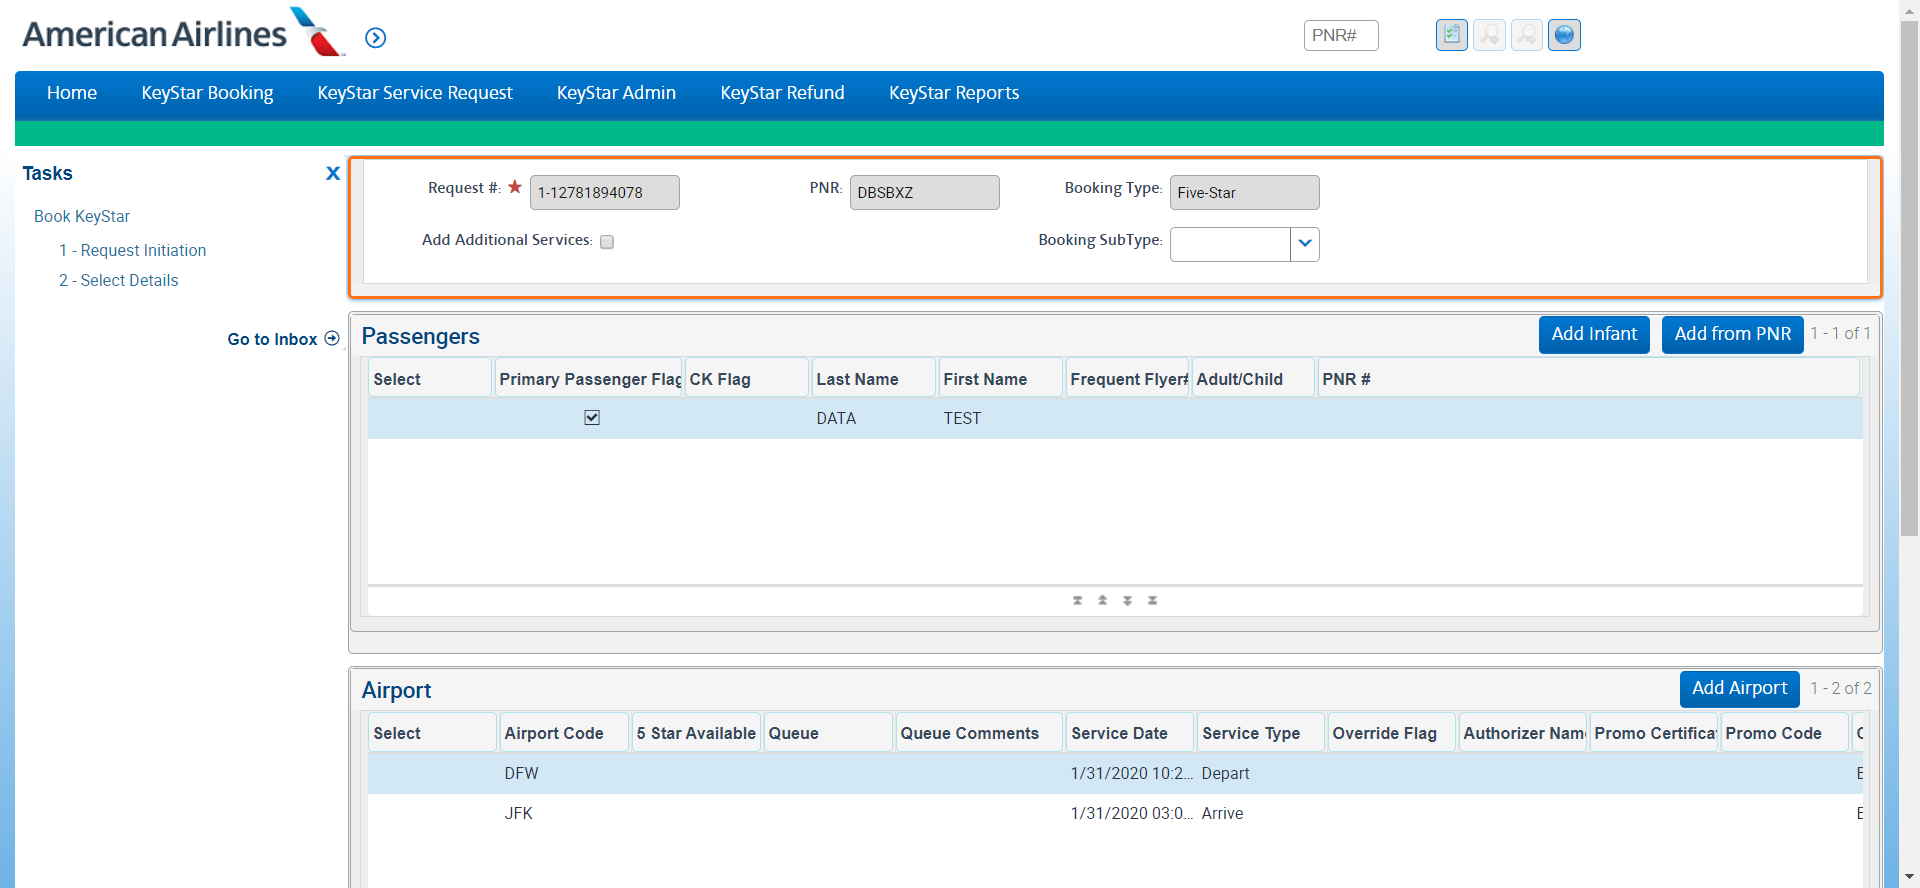 American Airlines
PNR#
Home KeyStar Booking KeyStar Service Request KeyStar Admin KeyStar Refund KeyStar Reports
Tasks X
Book KeyStar
1 - Request Initiation
2 - Select Details
Go to Inbox
Request #: 1-12781894078 PNR: DBSBXZ Booking Type: Five-Star
Add Additional Services: Booking SubType:
Passengers Add Infant Add from PNR 1 - 1 of 1
Select Primary Passenger Flag CK Flag Last Name First Name Frequent Flyer# Adult/Child PNR #
DATA TEST
Airport Add Airport 1 - 2 of 2
Select Airport Code 5 Star Available Queue Queue Comments Service Date Service Type Override Flag Authorizer Nam Promo Certifica Promo Code
DFW 1/31/2020 10:2... Depart E
JFK 1/31/2020 03:0... Arrive E